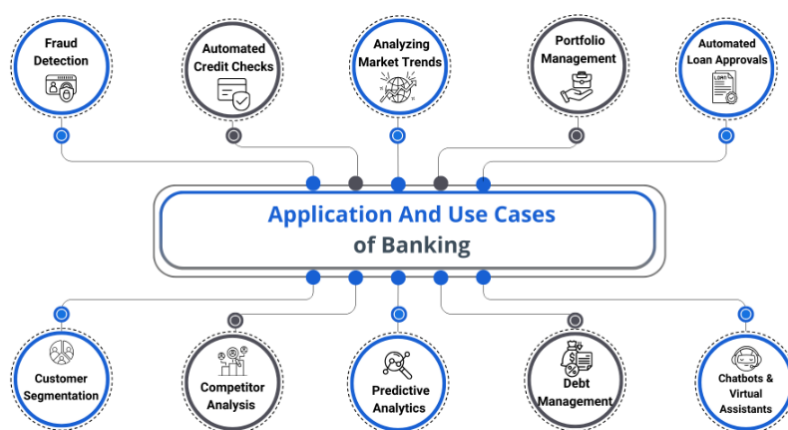 Fraud
Detection
Automated
Credit Checks
Analyzing
Market Trends
Portfolio
Management
Automated
Loan Approvals
LOAN
Application And Use Cases
of Banking
Customer
Segmentation
Competitor
Analysis
Predictive
Analytics
$
%
Debt
Management
Chatbots &
Virtual
Assistants